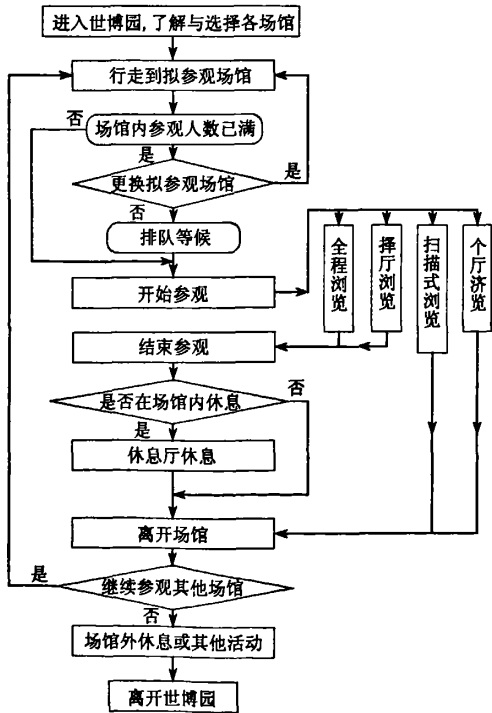 进入世博园,了解与选择各场馆
行走到拟参观场馆
否
场馆内参观人数已满
是
是
更换拟参观场馆
否
排队等候
开始参观
全程浏览
择厅浏览
扫描式浏览
个厅济览
结束参观
是否在场馆内休息
否
是
休息厅休息
离开场馆
是
继续参观其他场馆
否
场馆外休息或其他活动
离开世博园